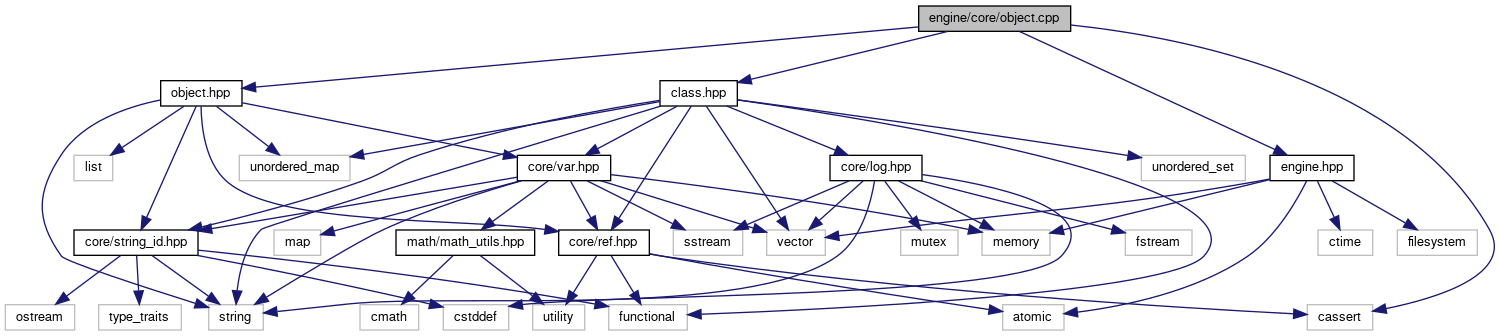 engine/core/object.cpp
object.hpp
class.hpp
list
unordered_map
core/var.hpp
core/log.hpp
unordered_set
engine.hpp
core/string_id.hpp
map
math/math_utils.hpp
core/ref.hpp
sstream
vector
mutex
memory
fstream
ctime
filesystem
ostream
type_traits
string
cmath
cstddef
utility
functional
atomic
cassert